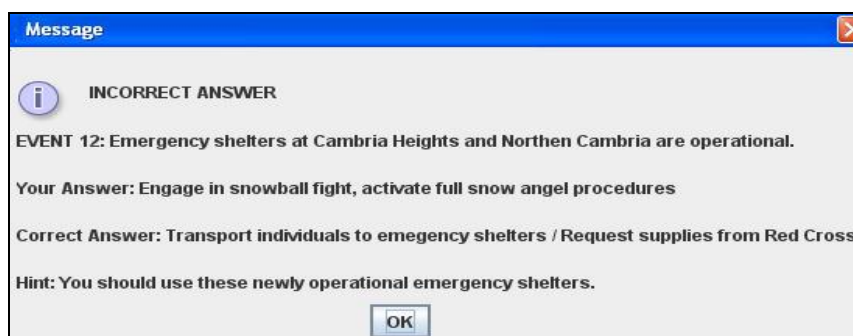 Message
INCORRECT ANSWER
EVENT 12: Emergency shelters at Cambria Heights and Northen Cambria are operational.
Your Answer: Engage in snowball fight, activate full snow angel procedures
Correct Answer: Transport individuals to emegency shelters / Request supplies from Red Cross
Hint: You should use these newly operational emergency shelters.
OK